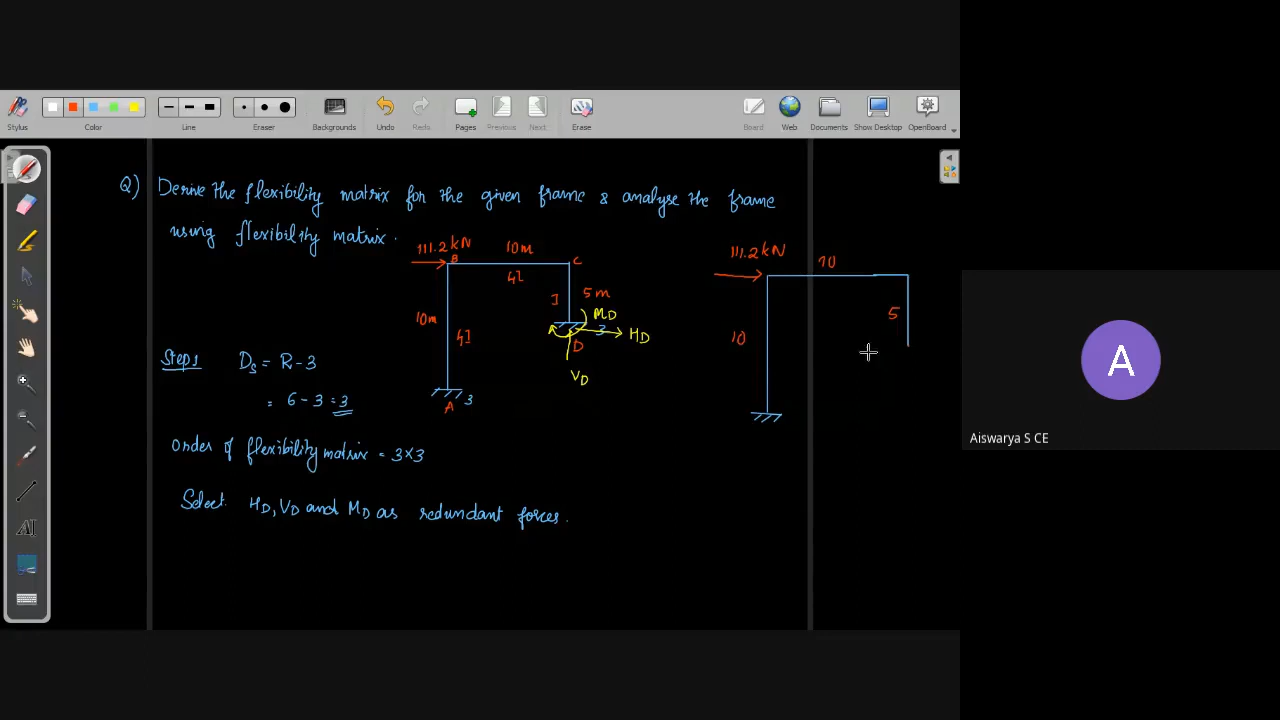 Stylus
Color
Line
Eraser
Backgrounds
Undo
Redo
Pages
Previous
Next
Erase
Board
Web
Documents
Show Desktop
OpenBoard
Q) Derive the flexibility matrix for the given frame & analyse the frame
using flexibility matrix.
111.2 kN
B
10m
C
4I
I
5m
10m
4I
MD
3
HD
D
VD
A
3
111.2 kN
10
5
10
Step1 Ds = R-3
= 6-3 = 3
Order of flexibility matrix = 3×3
Select HD, VD and MD as redundant forces.
A
Aiswarya S CE